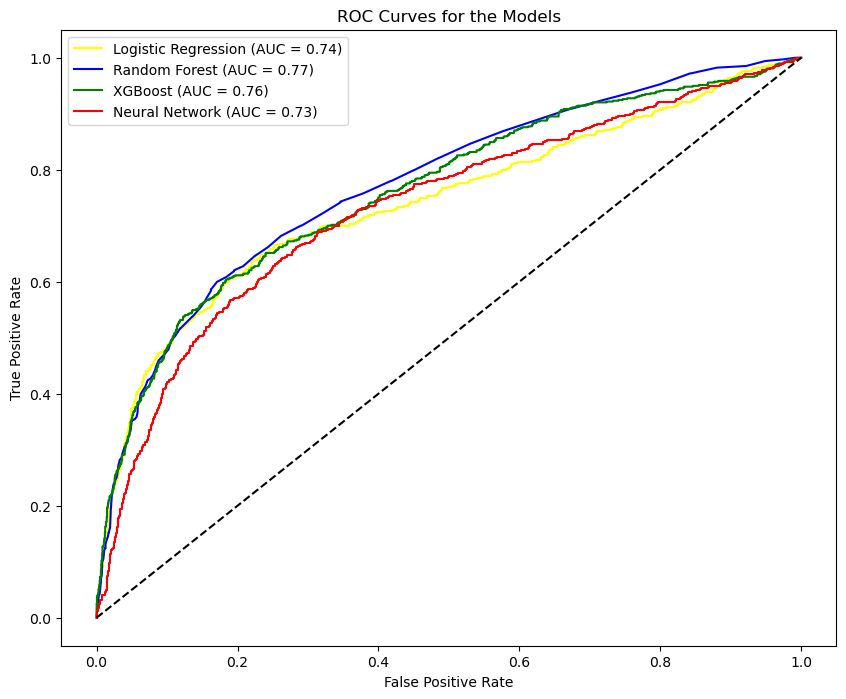 ROC Curves for the Models
Logistic Regression (AUC = 0.74)
Random Forest (AUC = 0.77)
XGBoost (AUC = 0.76)
Neural Network (AUC = 0.73)
True Positive Rate
1.0
0.8
0.6
0.4
0.2
0.0
0.0 0.2 0.4 0.6 0.8 1.0
False Positive Rate